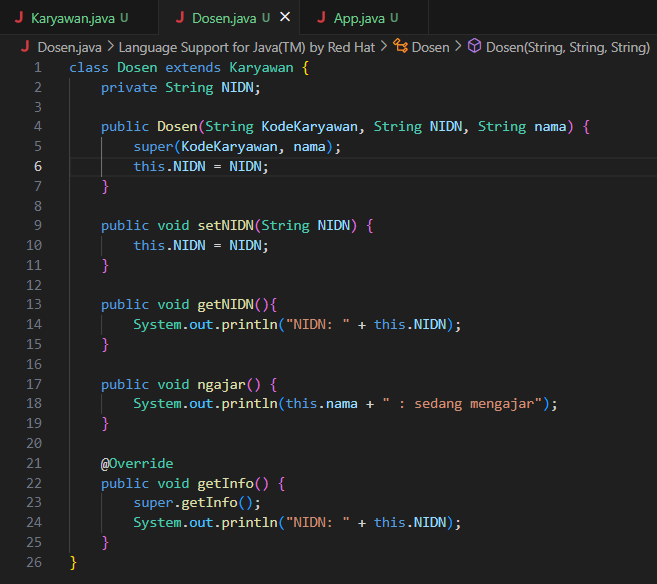 J Karyawan.java U J Dosen.java U × J App.java U
J Dosen.java > Language Support for Java(TM) by Red Hat > Dosen > Dosen(String, String, String)
1 class Dosen extends Karyawan {
2     private String NIDN;
3
4     public Dosen(String KodeKaryawan, String NIDN, String nama) {
5         super(KodeKaryawan, nama);
6         this.NIDN = NIDN;
7     }
8
9     public void setNIDN(String NIDN) {
10         this.NIDN = NIDN;
11     }
12
13     public void getNIDN(){
14         System.out.println("NIDN: " + this.NIDN);
15     }
16
17     public void ngajar() {
18         System.out.println(this.nama + " : sedang mengajar");
19     }
20
21     @Override
22     public void getInfo() {
23         super.getInfo();
24         System.out.println("NIDN: " + this.NIDN);
25     }
26 }